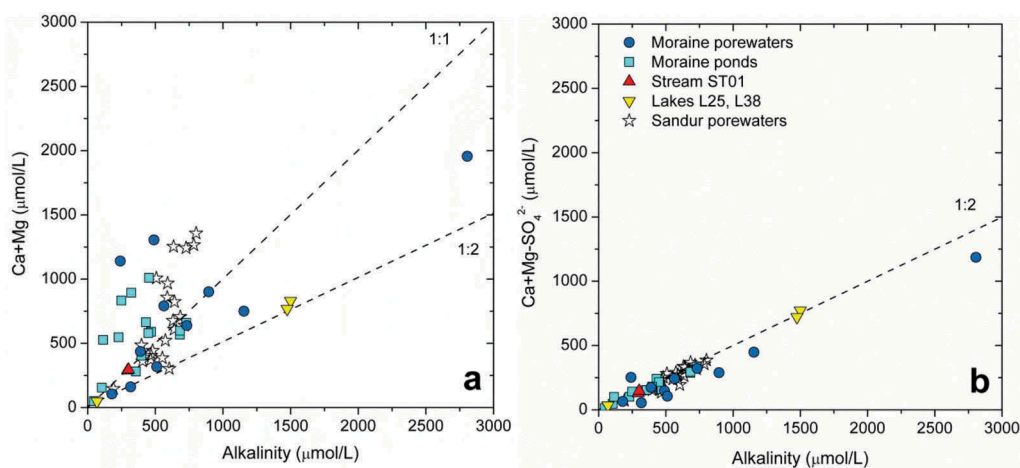 3000
2500
2000
1500
1000
500
0
Ca+Mg (μmol/L)
1:1
1:2
a
0 500 1000 1500 2000 2500 3000
Alkalinity (μmol/L)
3000
2500
2000
1500
1000
500
0
Ca+Mg-SO₄²⁻ (μmol/L)
Moraine porewaters
Moraine ponds
Stream ST01
Lakes L25, L38
Sandur porewaters
1:2
b
0 500 1000 1500 2000 2500 3000
Alkalinity (μmol/L)